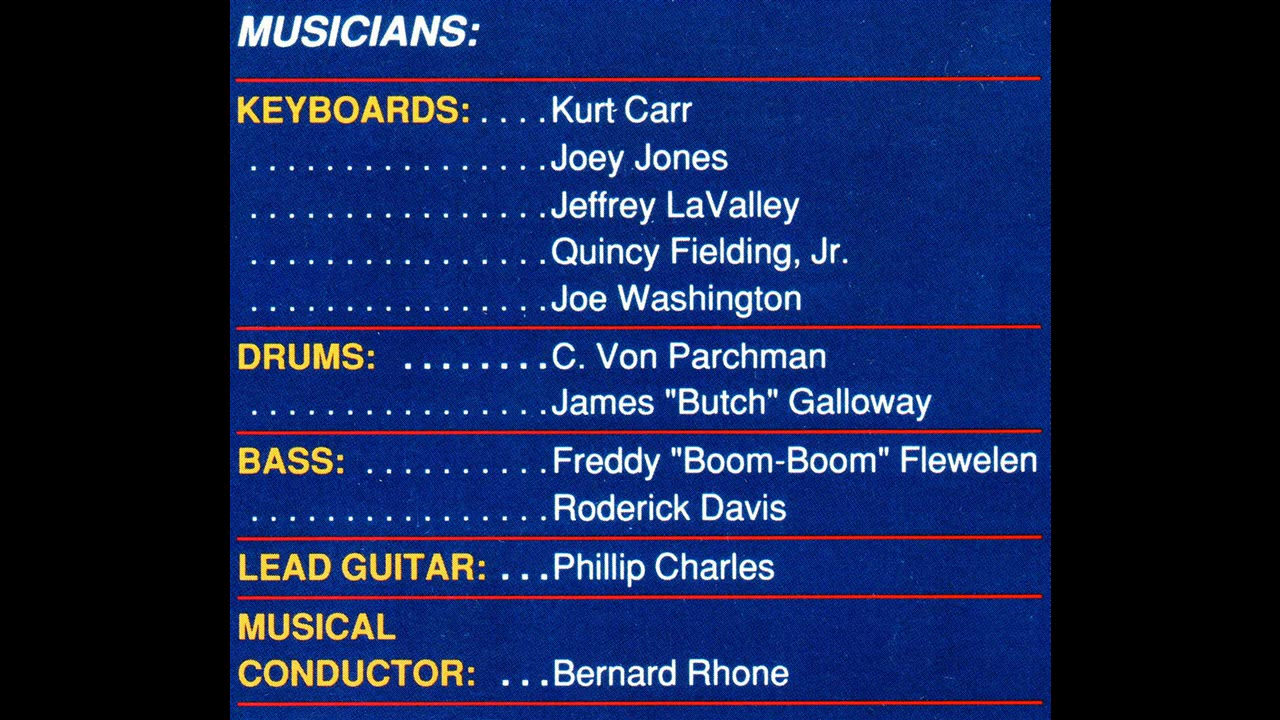 MUSICIANS:
KEYBOARDS: . . . . Kurt Carr
. . . . . . . . . . . . . . . . Joey Jones
. . . . . . . . . . . . . . . . Jeffrey LaValley
. . . . . . . . . . . . . . . . Quincy Fielding, Jr.
. . . . . . . . . . . . . . . . Joe Washington
DRUMS: . . . . . . . . C. Von Parchman
. . . . . . . . . . . . . . . . James "Butch" Galloway
BASS: . . . . . . . . . . Freddy "Boom-Boom" Flewelen
. . . . . . . . . . . . . . . . Roderick Davis
LEAD GUITAR: . . . Phillip Charles
MUSICAL
CONDUCTOR: . . . Bernard Rhone